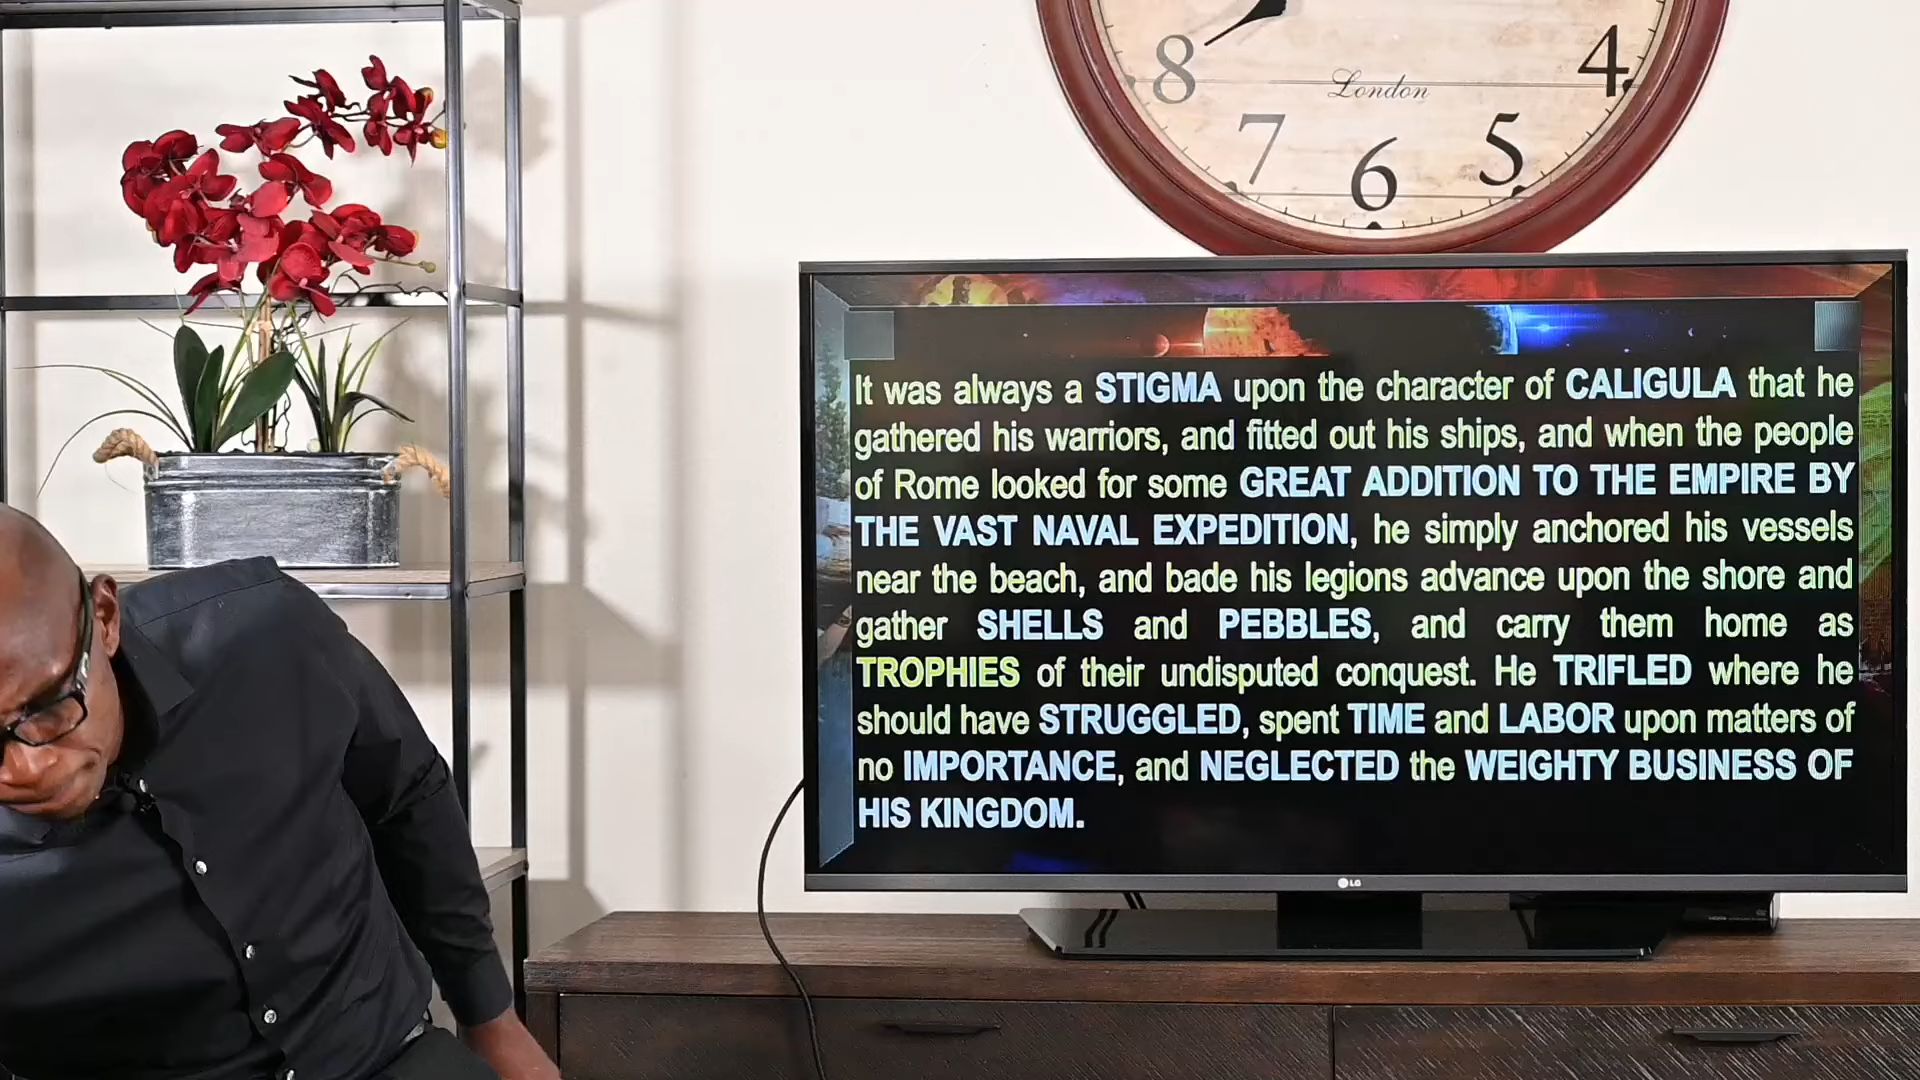 8
4
London
7
5
6
It was always a STIGMA upon the character of CALIGULA that he
gathered his warriors, and fitted out his ships, and when the people
of Rome looked for some GREAT ADDITION TO THE EMPIRE BY
THE VAST NAVAL EXPEDITION, he simply anchored his vessels
near the beach, and bade his legions advance upon the shore and
gather SHELLS and PEBBLES, and carry them home as
TROPHIES of their undisputed conquest. He TRIFLED where he
should have STRUGGLED, spent TIME and LABOR upon matters of
no IMPORTANCE, and NEGLECTED the WEIGHTY BUSINESS OF
HIS KINGDOM.
LG